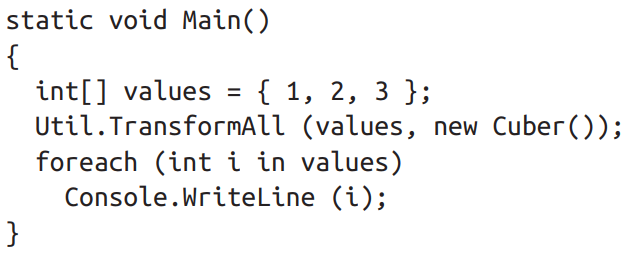 static void Main()
{
  int[] values = { 1, 2, 3 };
  Util.TransformAll (values, new Cuber());
  foreach (int i in values)
    Console.WriteLine (i);
}